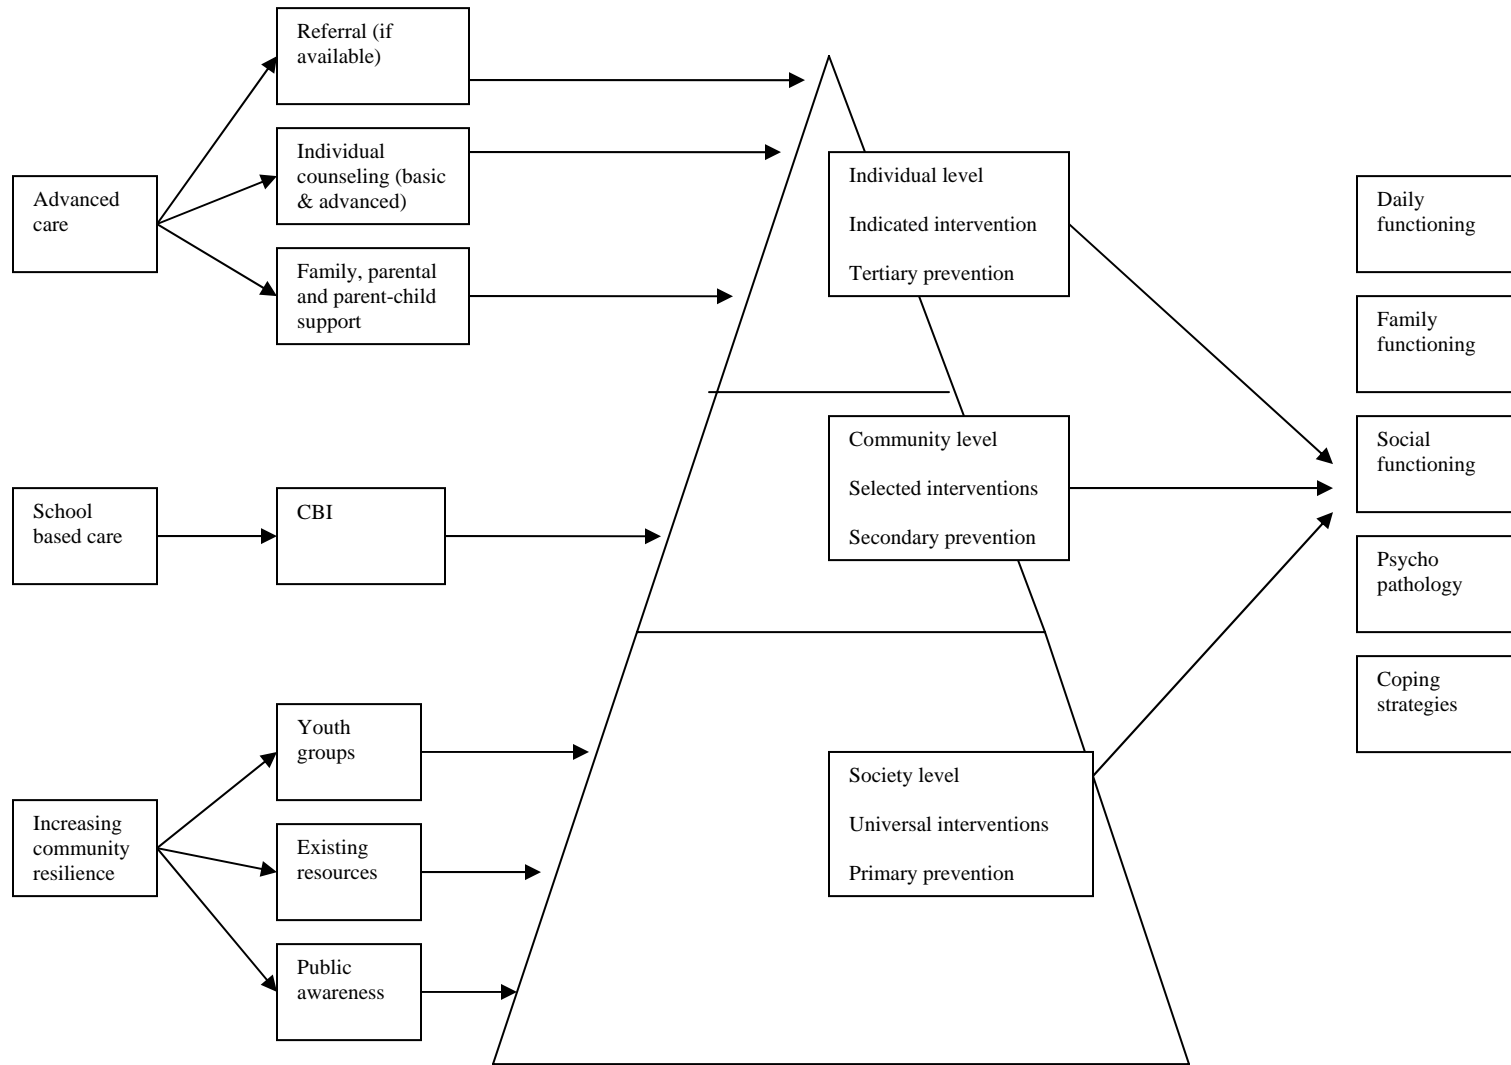 Referral (if
available)
Individual
counseling (basic
& advanced)
Advanced
care
Family, parental
and parent-child
support
Individual level
Indicated intervention
Tertiary prevention
Daily
functioning
Family
functioning
School
based care
CBI
Community level
Selected interventions
Secondary prevention
Social
functioning
Psycho
pathology
Coping
strategies
Youth
groups
Increasing
community
resilience
Existing
resources
Public
awareness
Society level
Universal interventions
Primary prevention